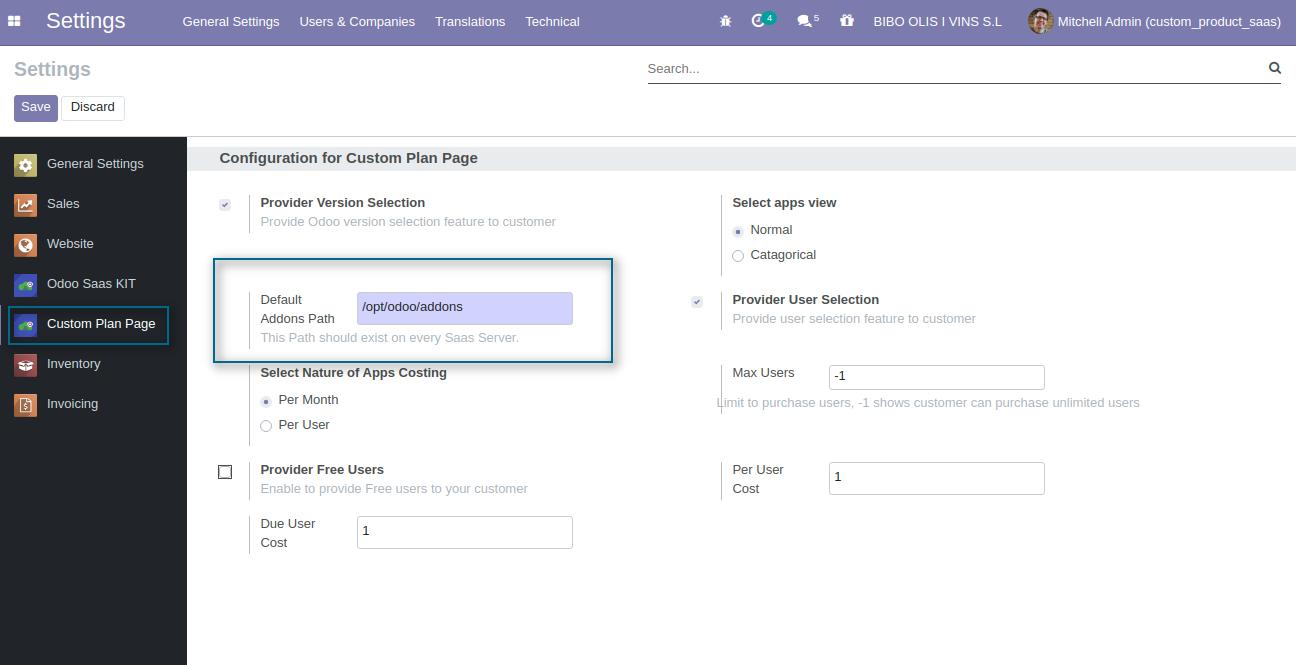 Settings
General Settings
Users & Companies
Translations
Technical
4
5
BIBO OLIS I VINS S.L
Mitchell Admin (custom_product_saas)
Settings
Search...
Save
Discard
General Settings
Sales
Website
Odoo Saas KIT
Custom Plan Page
Inventory
Invoicing
Configuration for Custom Plan Page
Provider Version Selection
Provide Odoo version selection feature to customer
Select apps view
Normal
Catagorical
Default
Addons Path
/opt/odoo/addons
This Path should exist on every Saas Server.
Provider User Selection
Provide user selection feature to customer
Select Nature of Apps Costing
Per Month
Per User
Max Users
-1
Limit to purchase users, -1 shows customer can purchase unlimited users
Provider Free Users
Enable to provide Free users to your customer
Per User
Cost
1
Due User
Cost
1